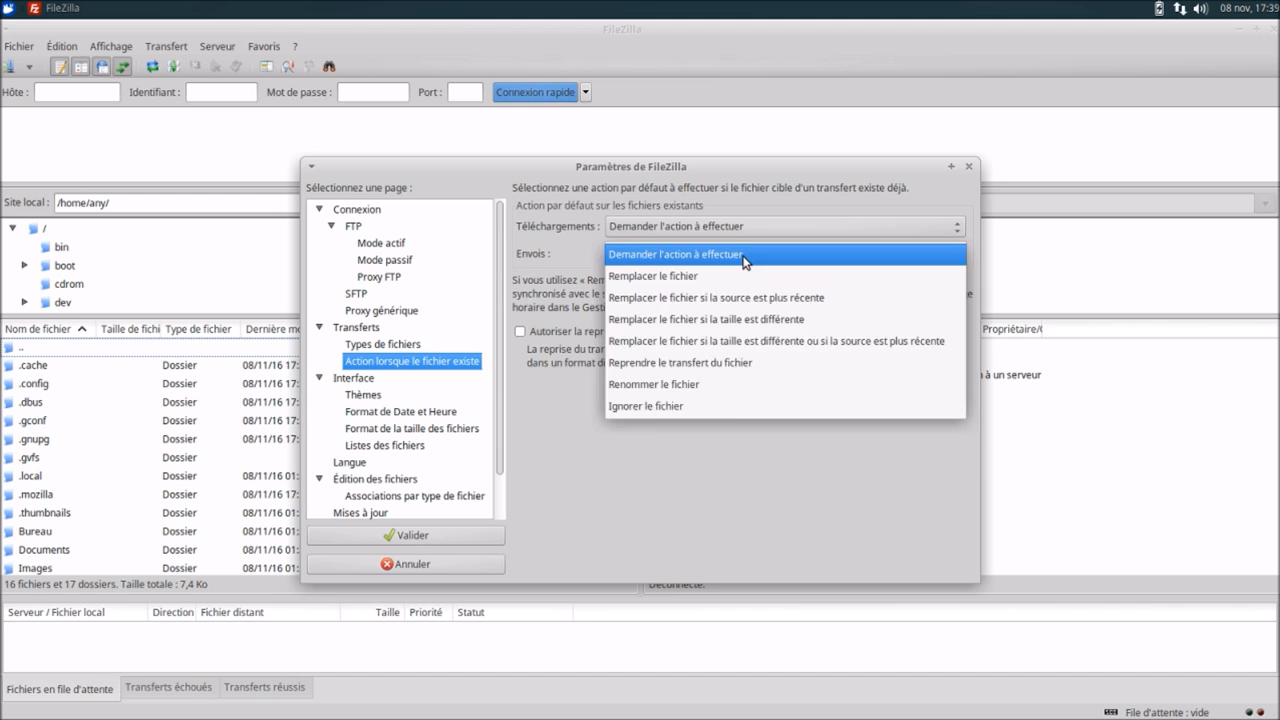 FileZilla
08 nov, 17:39
FileZilla
Fichier Édition Affichage Transfert Serveur Favoris ?
Hôte : Identifiant : Mot de passe : Port : Connexion rapide
Paramètres de FileZilla
Sélectionnez une page :
Connexion
FTP
Mode actif
Mode passif
Proxy FTP
SFTP
Proxy générique
Transferts
Types de fichiers
Action lorsque le fichier existe
Interface
Thèmes
Format de Date et Heure
Format de la taille des fichiers
Listes des fichiers
Langue
Édition des fichiers
Associations par type de fichier
Mises à jour
Valider
Annuler
Sélectionnez une action par défaut à effectuer si le fichier cible d'un transfert existe déjà.
Action par défaut sur les fichiers existants
Téléchargements : Demander l'action à effectuer
Envois :
Demander l'action à effectuer
Remplacer le fichier
Remplacer le fichier si la source est plus récente
Remplacer le fichier si la taille est différente
Remplacer le fichier si la taille est différente ou si la source est plus récente
Reprendre le transfert du fichier
Renommer le fichier
Ignorer le fichier
Si vous utilisez « Rem
synchronisé avec le s
horaire dans le Gesti
Autoriser la repr
La reprise du tran
dans un format d
Site local : /home/any/
/
bin
boot
cdrom
dev
Nom de fichier Taille de fichi Type de fichier Dernière mo
..
.cache Dossier 08/11/16 17:
.config Dossier 08/11/16 17:
.dbus Dossier 08/11/16 17:
.gconf Dossier 08/11/16 17:
.gnupg Dossier 08/11/16 17:
.gvfs Dossier
.local Dossier 08/11/16 01:
.mozilla Dossier 08/11/16 17:
.thumbnails Dossier 08/11/16 17:
Bureau Dossier 08/11/16 01:
Documents Dossier 08/11/16 01:
Images Dossier 08/11/16 01:
16 fichiers et 17 dossiers. Taille totale : 7,4 Ko
Propriétaire/G
à un serveur
Déconnecté.
Serveur / Fichier local Direction Fichier distant Taille Priorité Statut
Fichiers en file d'attente Transferts échoués Transferts réussis
File d'attente : vide